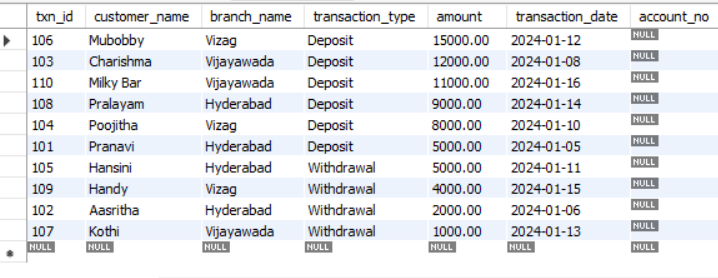 txn_id customer_name branch_name transaction_type amount transaction_date account_no
106 Mubobby Vizag Deposit 15000.00 2024-01-12 NULL
103 Charishma Vijayawada Deposit 12000.00 2024-01-08 NULL
110 Milky Bar Vijayawada Deposit 11000.00 2024-01-16 NULL
108 Pralayam Hyderabad Deposit 9000.00 2024-01-14 NULL
104 Poojitha Vizag Deposit 8000.00 2024-01-10 NULL
101 Pranavi Hyderabad Deposit 5000.00 2024-01-05 NULL
105 Hansini Hyderabad Withdrawal 5000.00 2024-01-11 NULL
109 Handy Vizag Withdrawal 4000.00 2024-01-15 NULL
102 Aasritha Hyderabad Withdrawal 2000.00 2024-01-06 NULL
107 Kothi Vijayawada Withdrawal 1000.00 2024-01-13 NULL
NULL NULL NULL NULL NULL NULL NULL